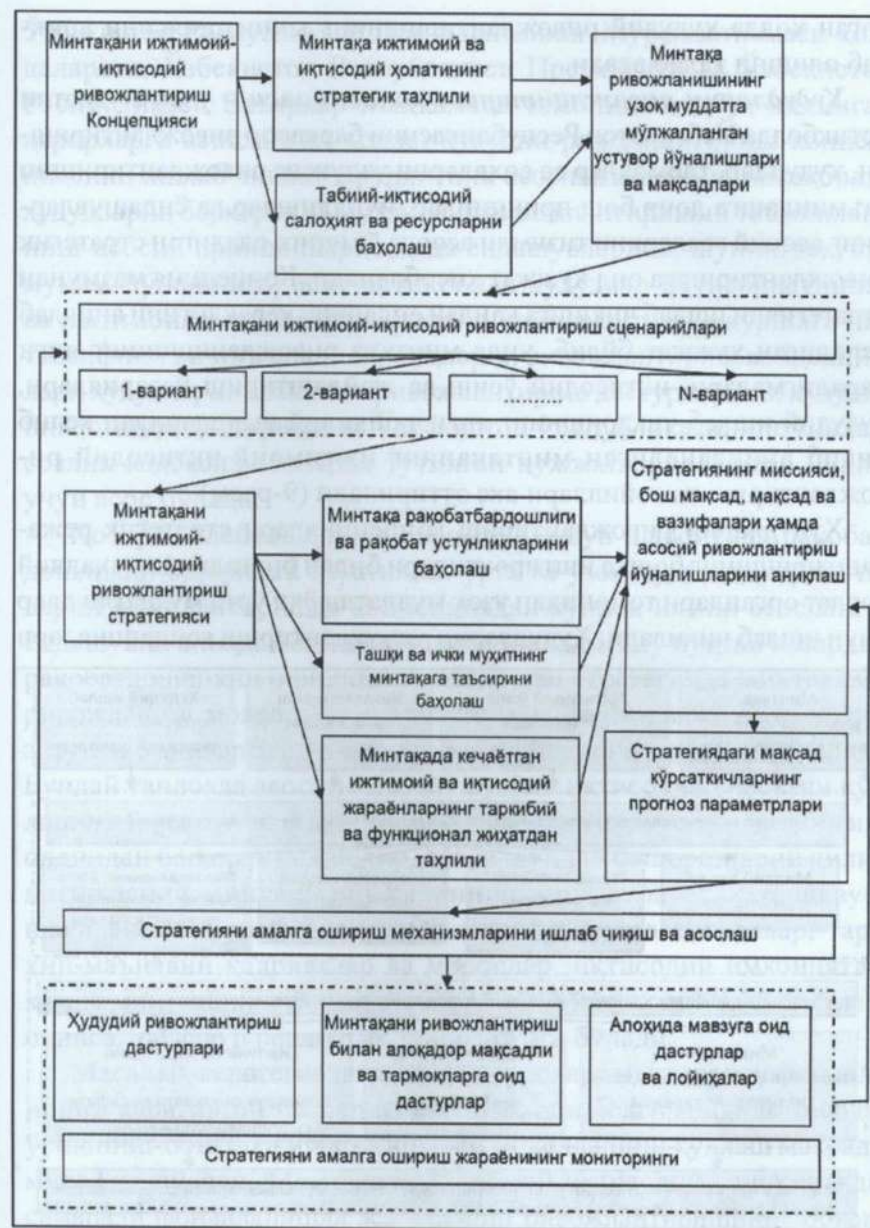 Минтақани ижтимоий-
иқтисодий
ривожлантириш
Концепцияси
Минтақа ижтимоий ва
иқтисодий ҳолатининг
стратегик таҳлили
Минтақа
ривожланишининг
узоқ муддатга
мўлжалланган
устувор йўналишлари
ва мақсадлари
Табиий-иқтисодий
салоҳият ва ресурсларни
баҳолаш
Минтақани ижтимоий-иқтисодий ривожлантириш сценарийлари
1-вариант
2-вариант
.......
N-вариант
Минтақани
ижтимоий-
иқтисодий
ривожлантириш
стратегияси
Минтақа рақобатбардошлиги
ва рақобат устунликларини
баҳолаш
Стратегиянинг миссияси
бош мақсад, мақсад ва
вазифалари ҳамда
асосий ривожлантириш
йўналишларини аниқлаш
Ташқи ва ички муҳитнинг
минтақага таъсирини
баҳолаш
Минтақада кечаётган
ижтимоий ва иқтисодий
жараёнларнинг таркибий
ва функционал жиҳатдан
таҳлили
Стратегиядаги мақсад
кўрсаткичларнинг
прогноз параметрлари
Стратегияни амалга ошириш механизмларини ишлаб чиқиш ва асослаш
Ҳудудий ривожлантириш
дастурлари
Минтақани ривожлантириш
билан алоқадор мақсадли
ва тармоқларга оид
дастурлар
Алоҳида мавзуга оид
дастурлар
ва лойиҳалар
Стратегияни амалга ошириш жараёнининг мониторинги